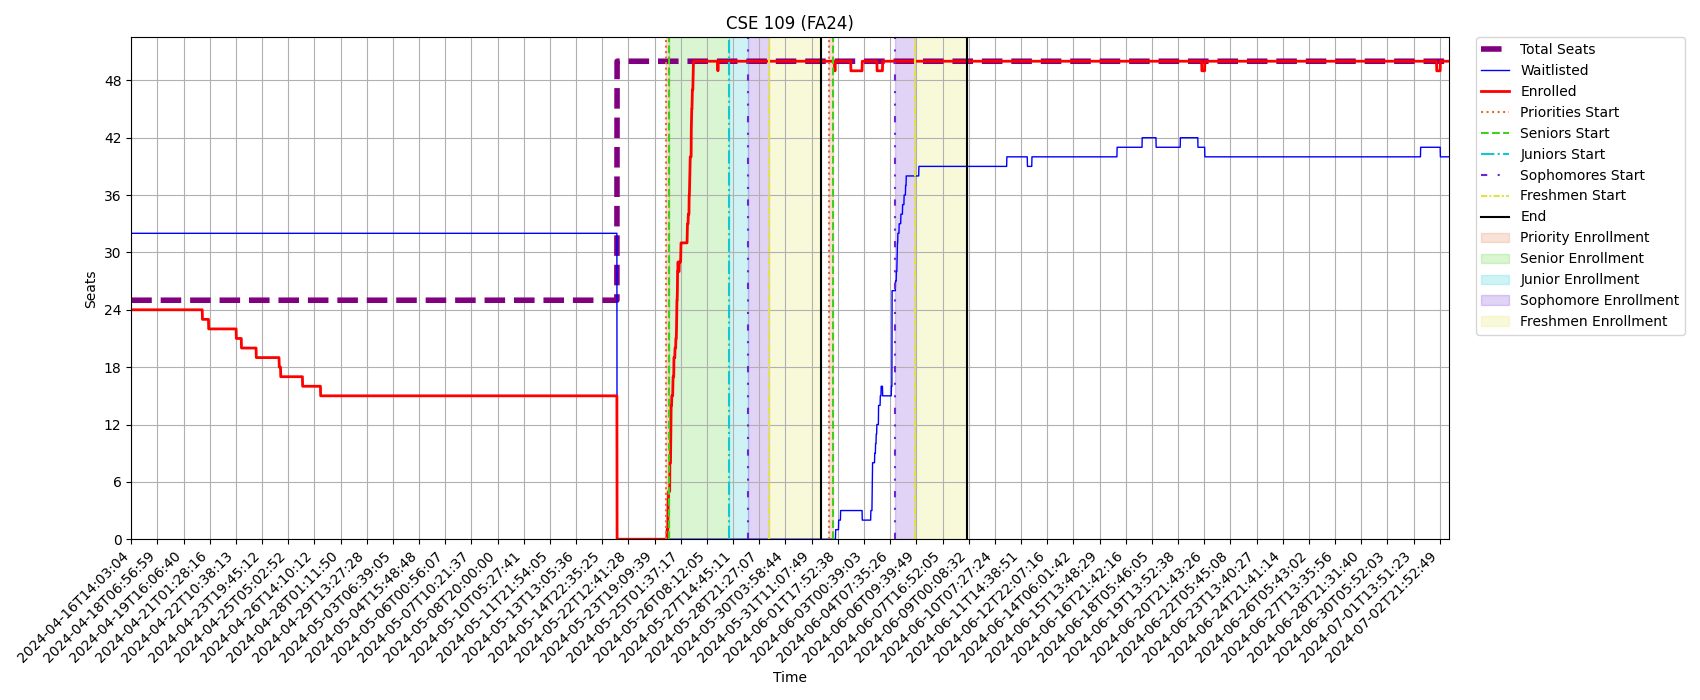 CSE 109 (FA24)
Total Seats
Waitlisted
Enrolled
Priorities Start
Seniors Start
Juniors Start
Sophomores Start
Freshmen Start
End
Priority Enrollment
Senior Enrollment
Junior Enrollment
Sophomore Enrollment
Freshmen Enrollment
Seats
48
42
36
30
24
18
12
6
0
2024-04-16T14:03:04
2024-04-18T06:56:59
2024-04-19T16:06:40
2024-04-21T01:28:16
2024-04-22T10:38:13
2024-04-23T19:45:12
2024-04-25T05:02:52
2024-04-26T14:10:12
2024-04-28T01:11:50
2024-04-29T13:27:28
2024-05-03T06:39:05
2024-05-04T15:48:48
2024-05-06T00:56:07
2024-05-07T10:21:37
2024-05-08T20:00:00
2024-05-10T05:27:41
2024-05-11T21:54:05
2024-05-13T13:05:36
2024-05-14T22:35:25
2024-05-22T12:41:28
2024-05-23T19:09:39
2024-05-25T01:37:17
2024-05-26T08:12:05
2024-05-27T14:45:11
2024-05-28T21:27:07
2024-05-30T03:58:44
2024-05-31T11:07:49
2024-06-01T17:52:38
2024-06-03T00:39:03
2024-06-04T07:35:26
2024-06-06T09:39:49
2024-06-07T16:52:05
2024-06-09T00:08:32
2024-06-10T07:27:24
2024-06-11T14:38:51
2024-06-12T22:07:16
2024-06-14T06:01:42
2024-06-15T13:48:29
2024-06-16T21:42:16
2024-06-18T05:46:05
2024-06-19T13:52:38
2024-06-20T21:43:26
2024-06-22T05:45:08
2024-06-23T13:40:27
2024-06-24T21:41:14
2024-06-26T05:43:02
2024-06-27T13:35:56
2024-06-28T21:31:40
2024-06-30T05:52:03
2024-07-01T13:51:23
2024-07-02T21:52:49
Time